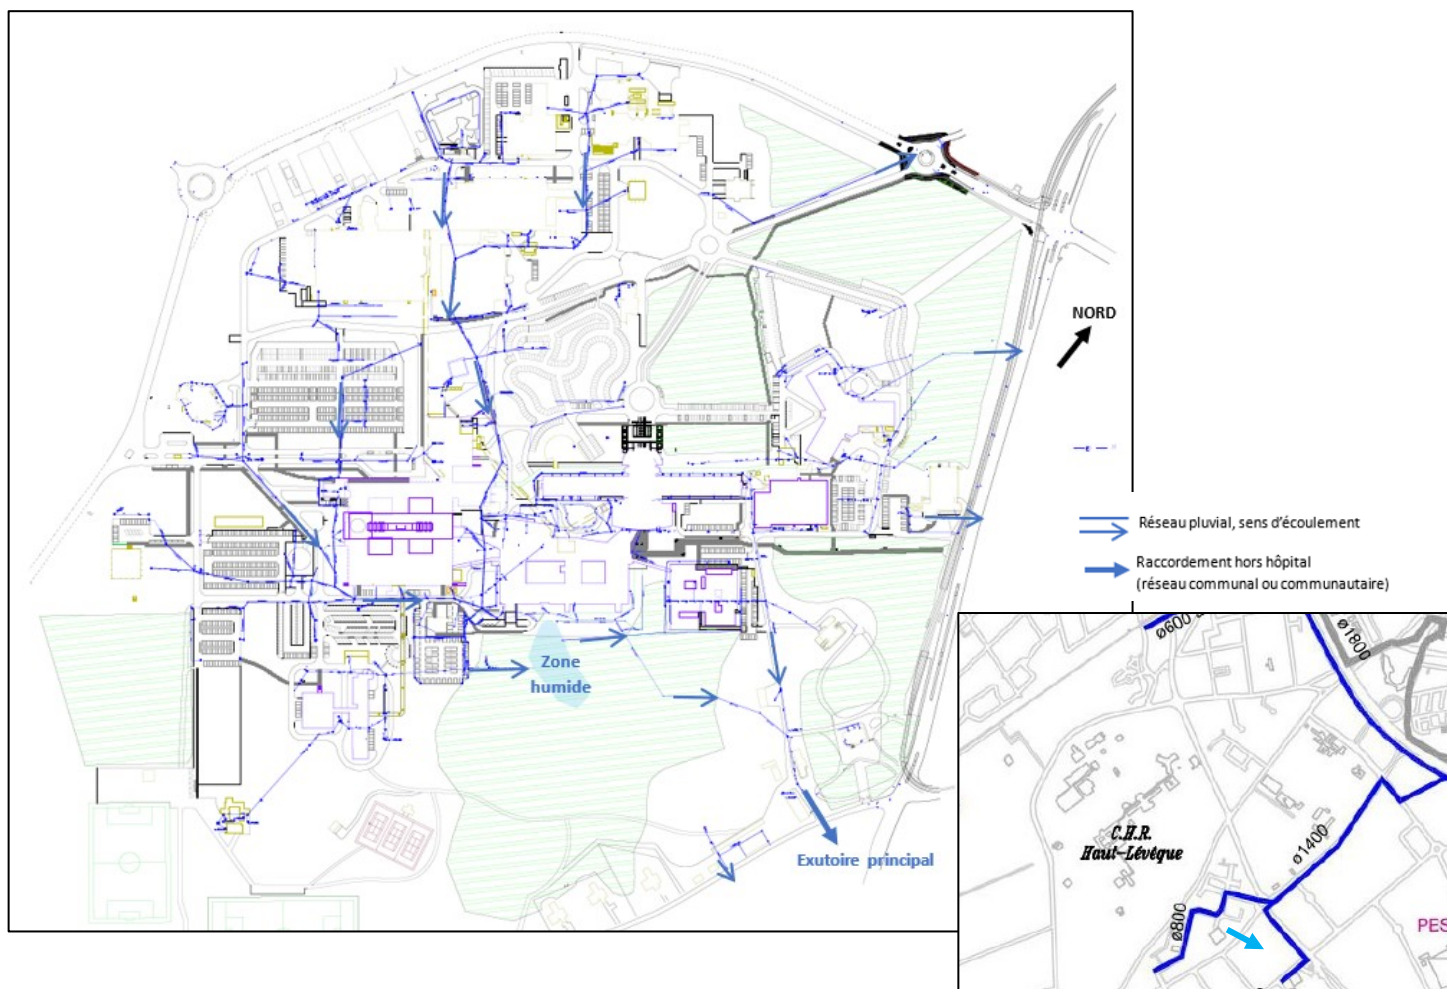 NORD
E
Réseau pluvial, sens d'écoulement
Raccordement hors hôpital
(réseau communal ou communautaire)
Zone
humide
Exutoire principal
ø600
ø1800
C.H.R.
Haut-Lévêque
ø1400
ø800
PES